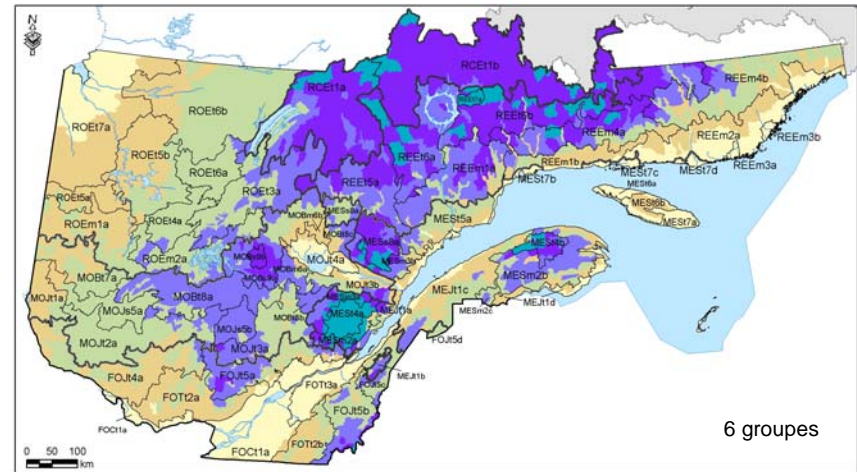 N
RCEt1b
RCEt1a
REEm4b
ROEt6b
ROEt7a
REEt6b
REEm4a
ROEt5b
REEm2a
REEm3b
ROEt6a
REEt6a
REEm1a
REEm1b
MESt7d
REEm3a
ROEt3a
MESt7c
MESt7b
MESt6a
REEt5a
ROEt5a
ROEt4a
MESt6b
MESt7a
ROEm1a
MESt5a
ROEm2a
MOJt4a
MESm2b
MOBt7a
MOJt3b
MOJt1a
MOBt8a
MEJt1c
MEJt1d
MOJs5a
MESt4a
MESm2c
MOJs5b
MOJt2a
MOJt3a
MESm2a
FOJt5d
FOJt4a
FOJt5a
FOTt3a
MEJt1b
FOTt2a
FOJt5b
FOCt1a
FOTt2b
FOCt1a
6 groupes
0 50 100
km